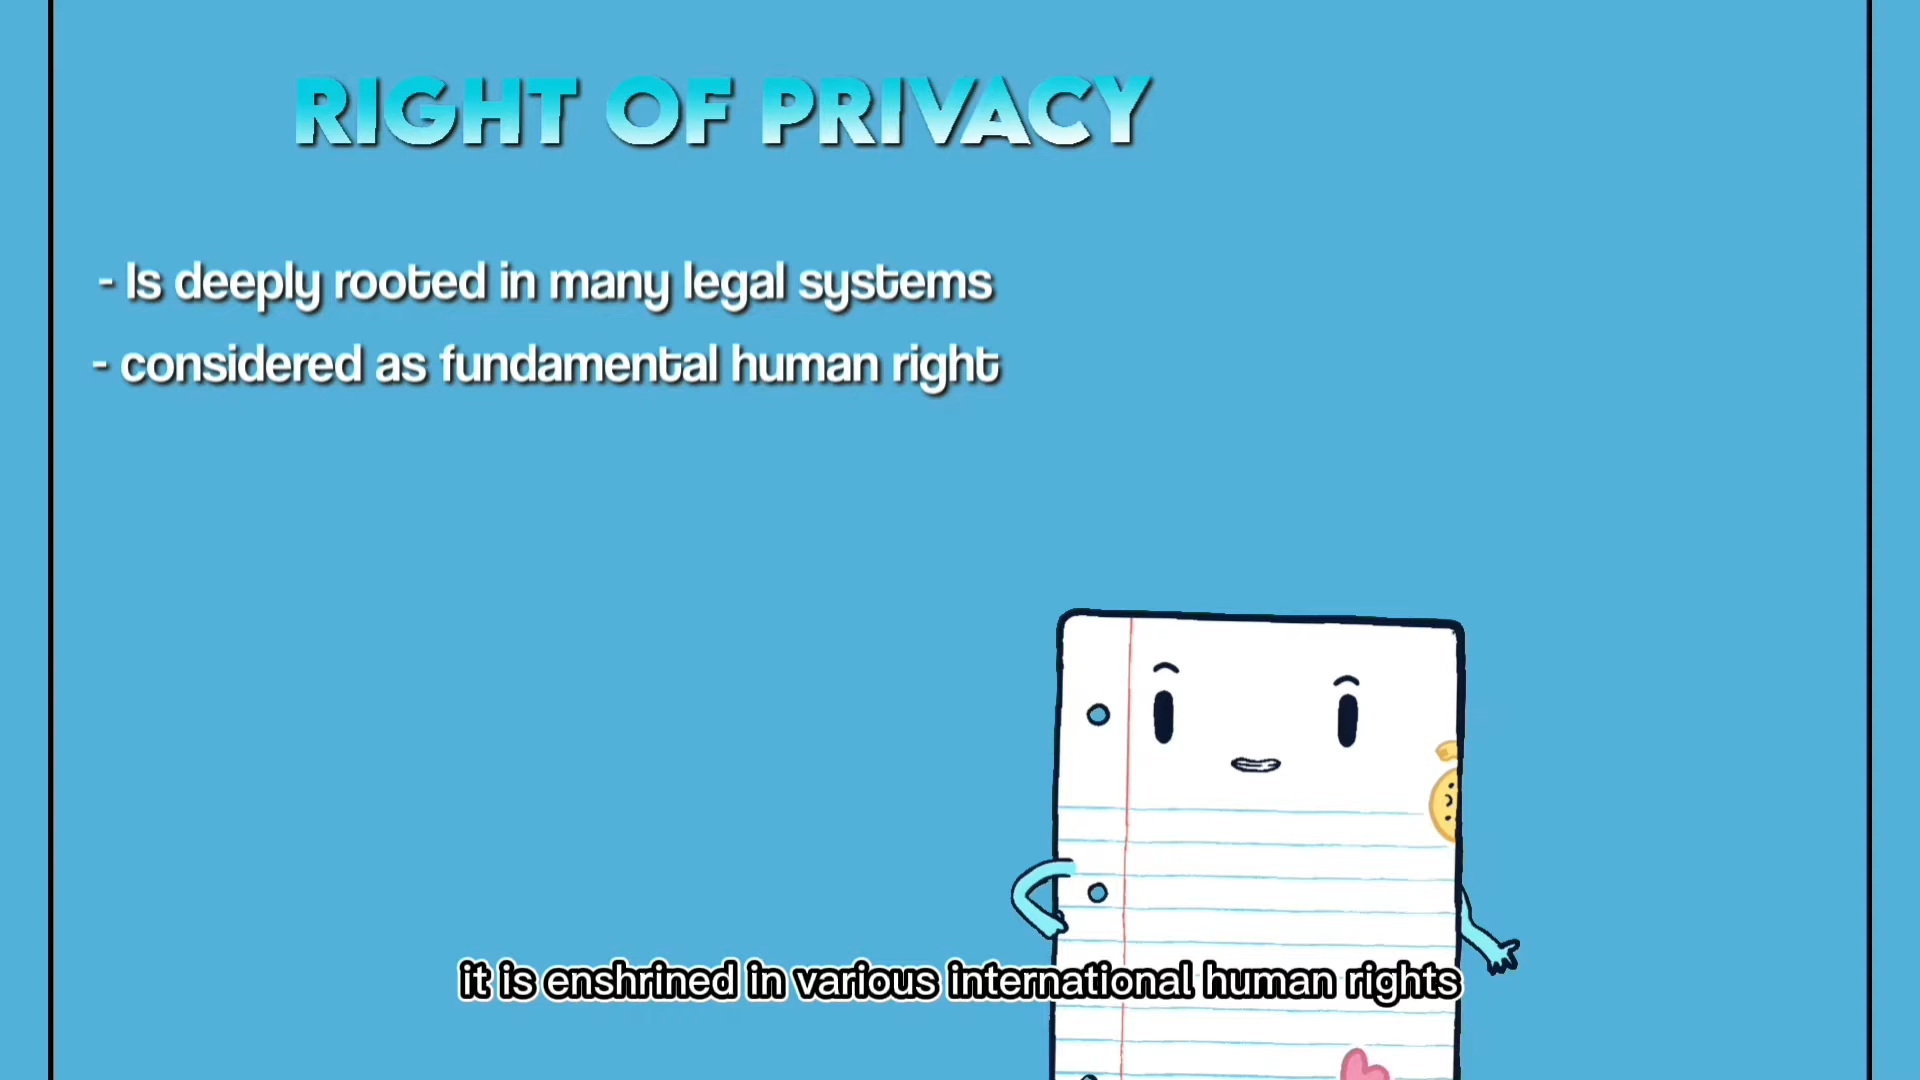 RIGHT OF PRIVACY
- Is deeply rooted in many legal systems
- considered as fundamental human right
it is enshrined in various international human rights